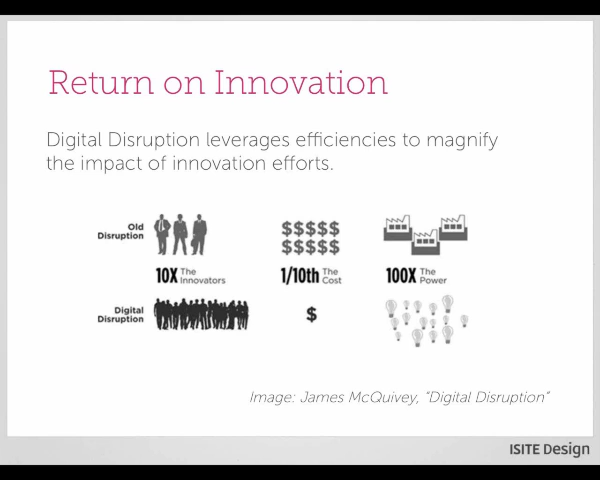 Return on Innovation
Digital Disruption leverages efficiencies to magnify
the impact of innovation efforts.
Old
Disruption
$$$$$
$$$$$
10X The Innovators
1/10th The Cost
100X The Power
Digital
Disruption
$
Image: James McQuivey, "Digital Disruption"
ISITE Design